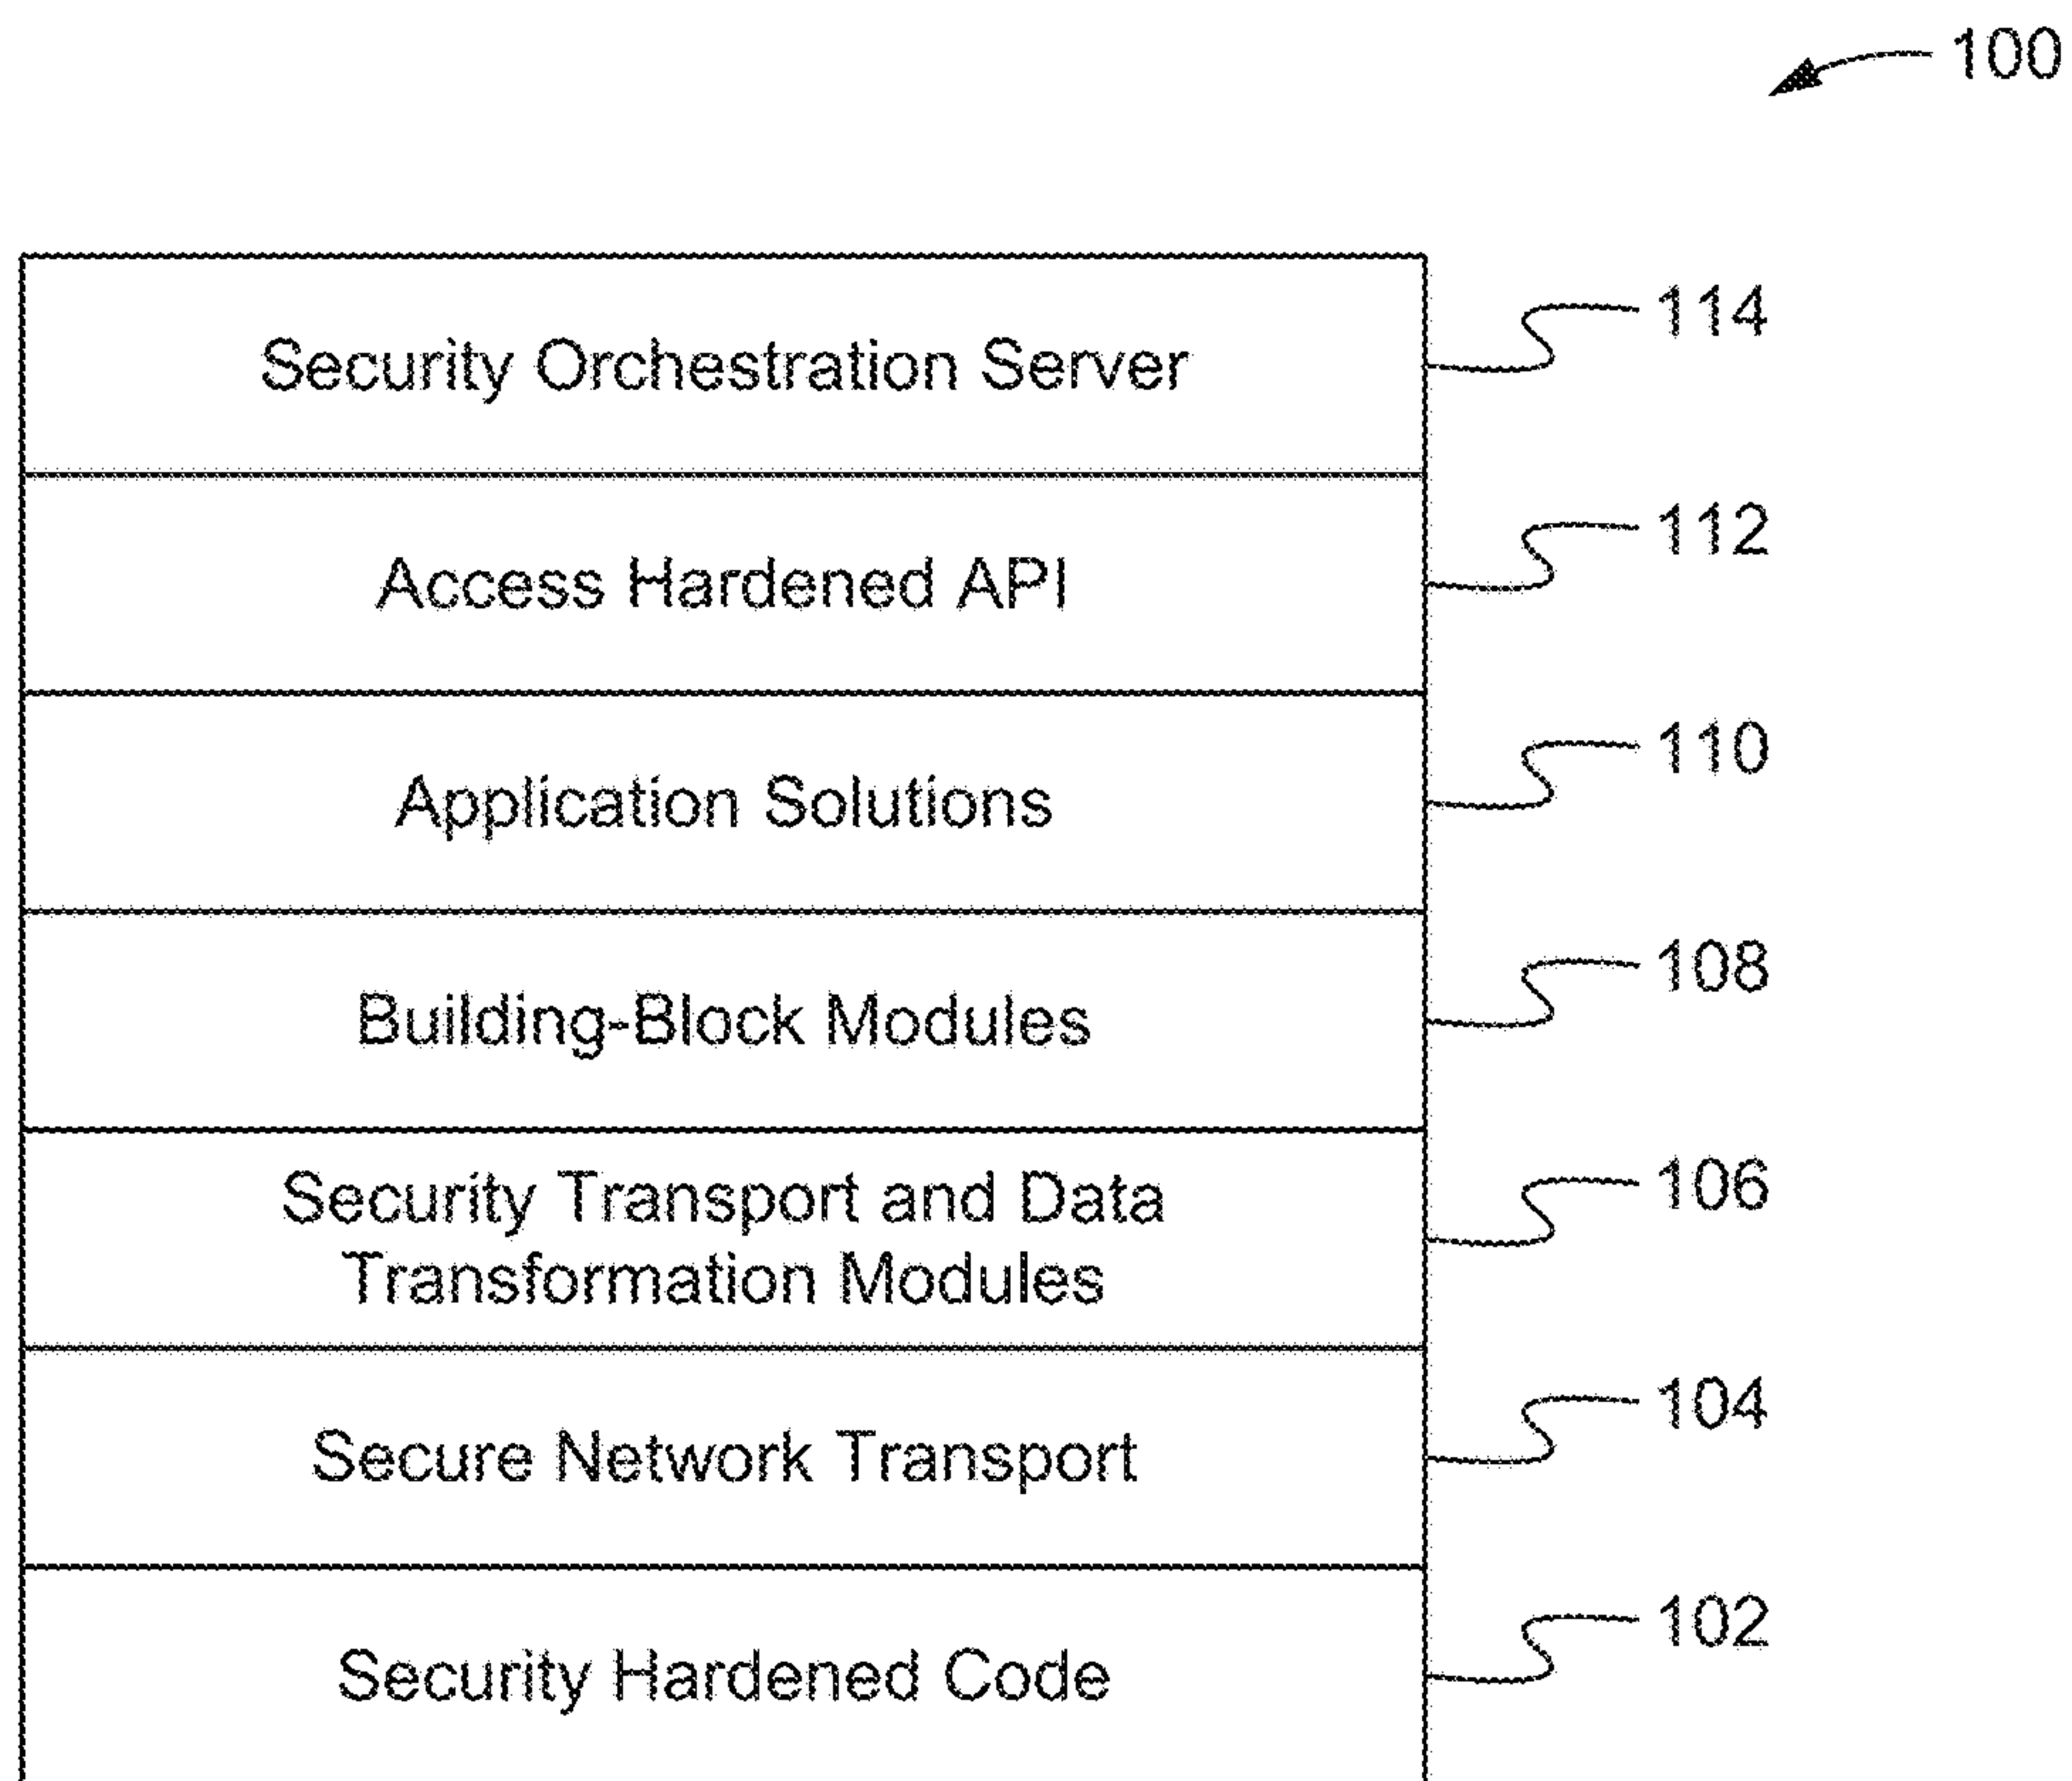 100
Security Orchestration Server
114
Access Hardened API
112
Application Solutions
110
Building-Block Modules
108
Security Transport and Data
Transformation Modules
106
Secure Network Transport
104
Security Hardened Code
102